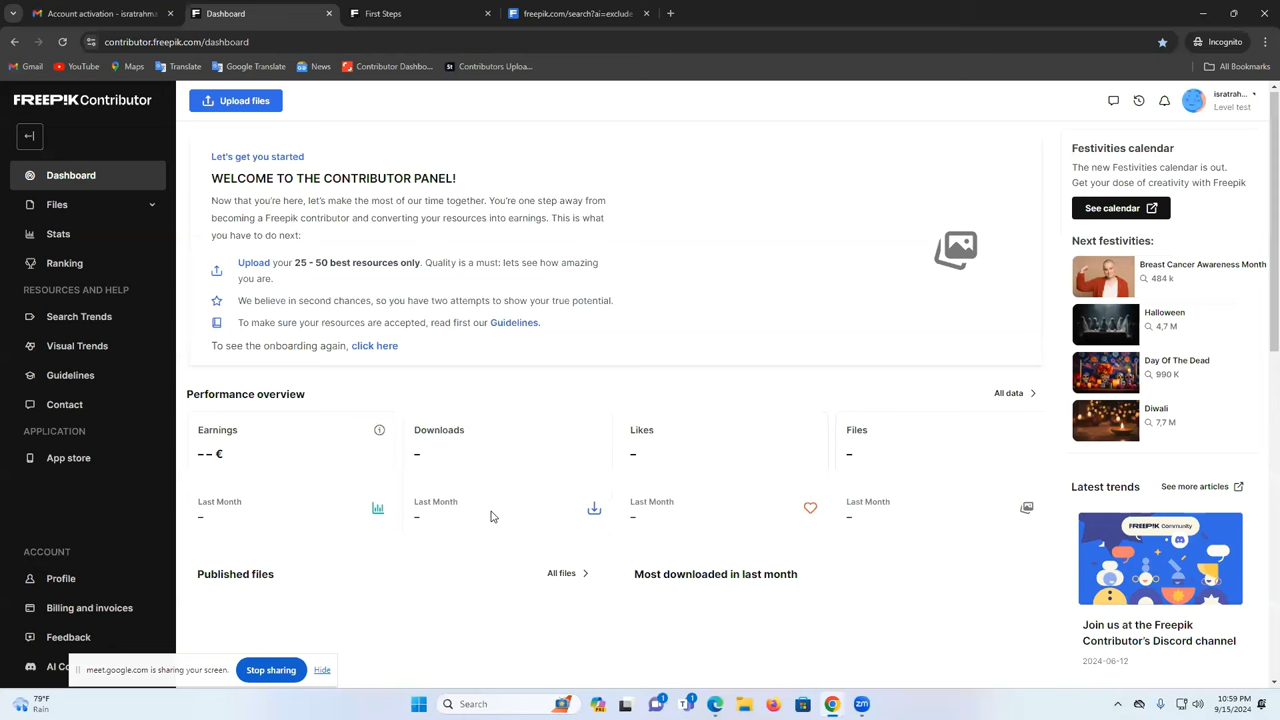 Account activation - isratrahm
Dashboard
First Steps
freepik.com/search?ai=exclude
contributor.freepik.com/dashboard
Incognito
Gmail
YouTube
Maps
Translate
Google Translate
News
Contributor Dashbo...
Contributors Uploa...
All Bookmarks
FREEP!K Contributor
Upload files
isratrah...
Level test
Dashboard
Files
Stats
Ranking
RESOURCES AND HELP
Search Trends
Visual Trends
Guidelines
Contact
APPLICATION
App store
ACCOUNT
Profile
Billing and invoices
Feedback
AI Co
Let's get you started
WELCOME TO THE CONTRIBUTOR PANEL!
Now that you're here, let's make the most of our time together. You're one step away from
becoming a Freepik contributor and converting your resources into earnings. This is what
you have to do next:
Upload your 25 - 50 best resources only. Quality is a must: lets see how amazing
you are.
We believe in second chances, so you have two attempts to show your true potential.
To make sure your resources are accepted, read first our Guidelines.
To see the onboarding again, click here
Performance overview
All data
Earnings
-- €
Last Month
-
Downloads
-
Last Month
-
Likes
-
Last Month
-
Files
-
Last Month
-
Published files
All files
Most downloaded in last month
Festivities calendar
The new Festivities calendar is out.
Get your dose of creativity with Freepik
See calendar
Next festivities:
Breast Cancer Awareness Month
484 k
Halloween
4,7 M
Day Of The Dead
990 K
Diwali
7,7 M
Latest trends
See more articles
FREEP!K Community
Join us at the Freepik
Contributor's Discord channel
2024-06-12
meet.google.com is sharing your screen.
Stop sharing
Hide
79°F
Rain
Search
1
1
zm
10:59 PM
9/15/2024